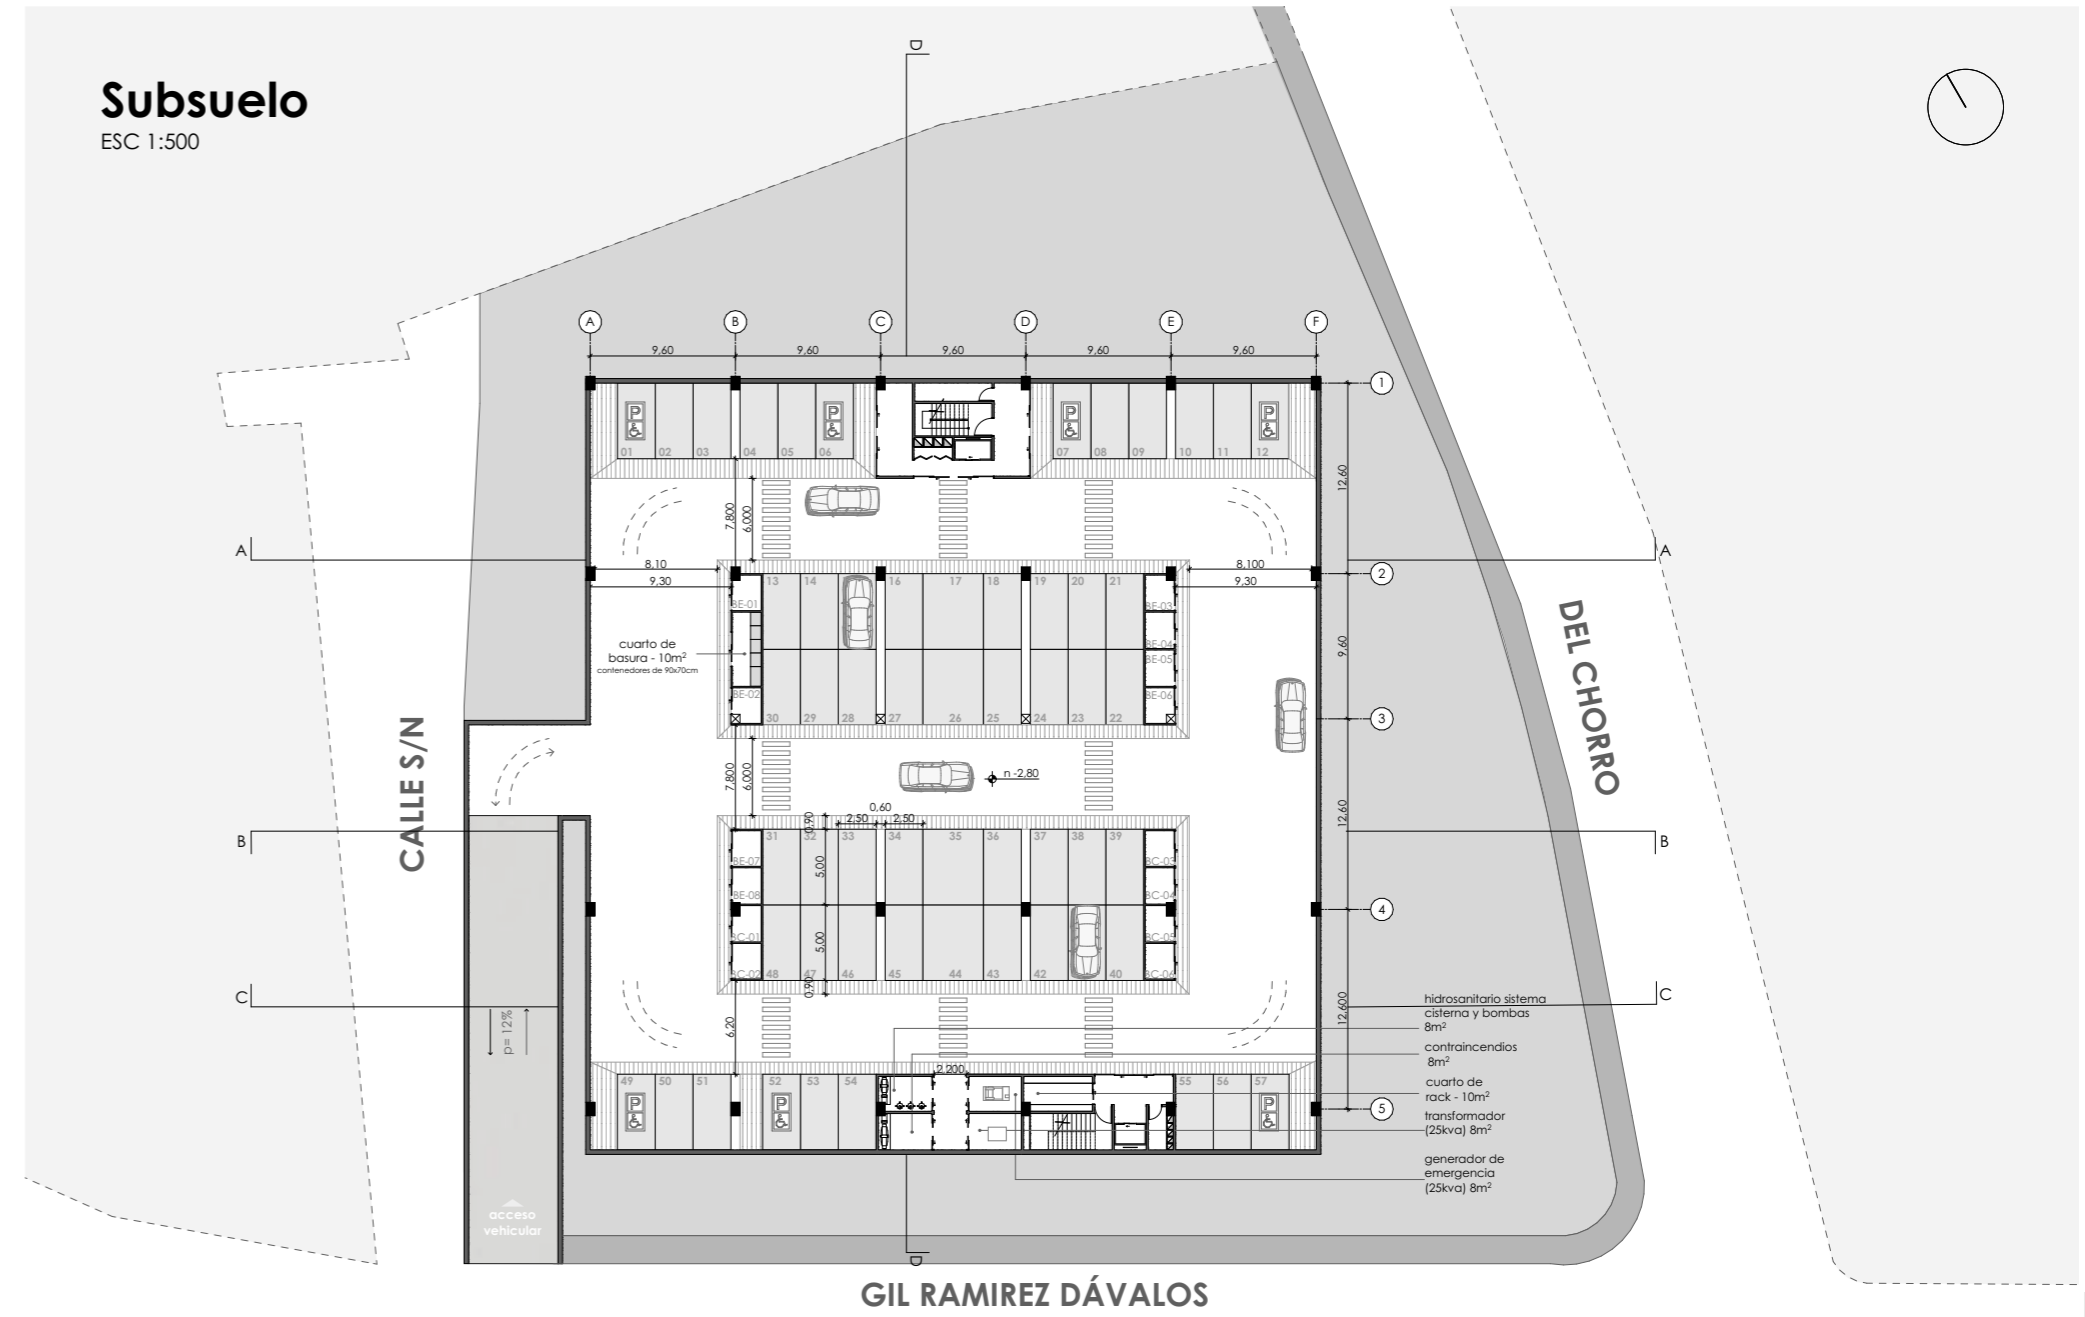 Subsuelo
ESC 1:500
D
A B C D E F
9,60 9,60 9,60 9,60 9,60
1
P P P P
01 02 03 04 05 06 07 08 09 10 11 12
12,60
7,800 6,000
A A
8,10 8,100
2
9,30 9,30
13 14 16 17 18 19 20 21
BE-01 BE-03
cuarto de
basura - 10m²
contenedores de 90x70cm
BE-04
BE-05
9,60
BE-02 BE-06
30 29 28 27 26 25 24 23 22
3
DEL CHORRO
CALLE S/N
7,800 6,000
n -2,80
0,60
12,60
0,90 2,50 2,50
B B
31 32 33 34 35 36 37 38 39
BE-07 BC-03
5,00
BE-08 BC-04
4
BC-01 BC-05
5,00
BC-02 BC-06
48 47 46 45 44 43 42 40
0,90
C C
p= 12%
6,20
12,600
hidrosanitario sistema
cisterna y bombas
8m²
contraincendios
8m²
2,200
49 50 51 52 53 54 55 56 57
P P P
cuarto de
rack - 10m²
5
transformador
(25kva) 8m²
generador de
emergencia
(25kva) 8m²
acceso
vehicular
D
GIL RAMIREZ DÁVALOS